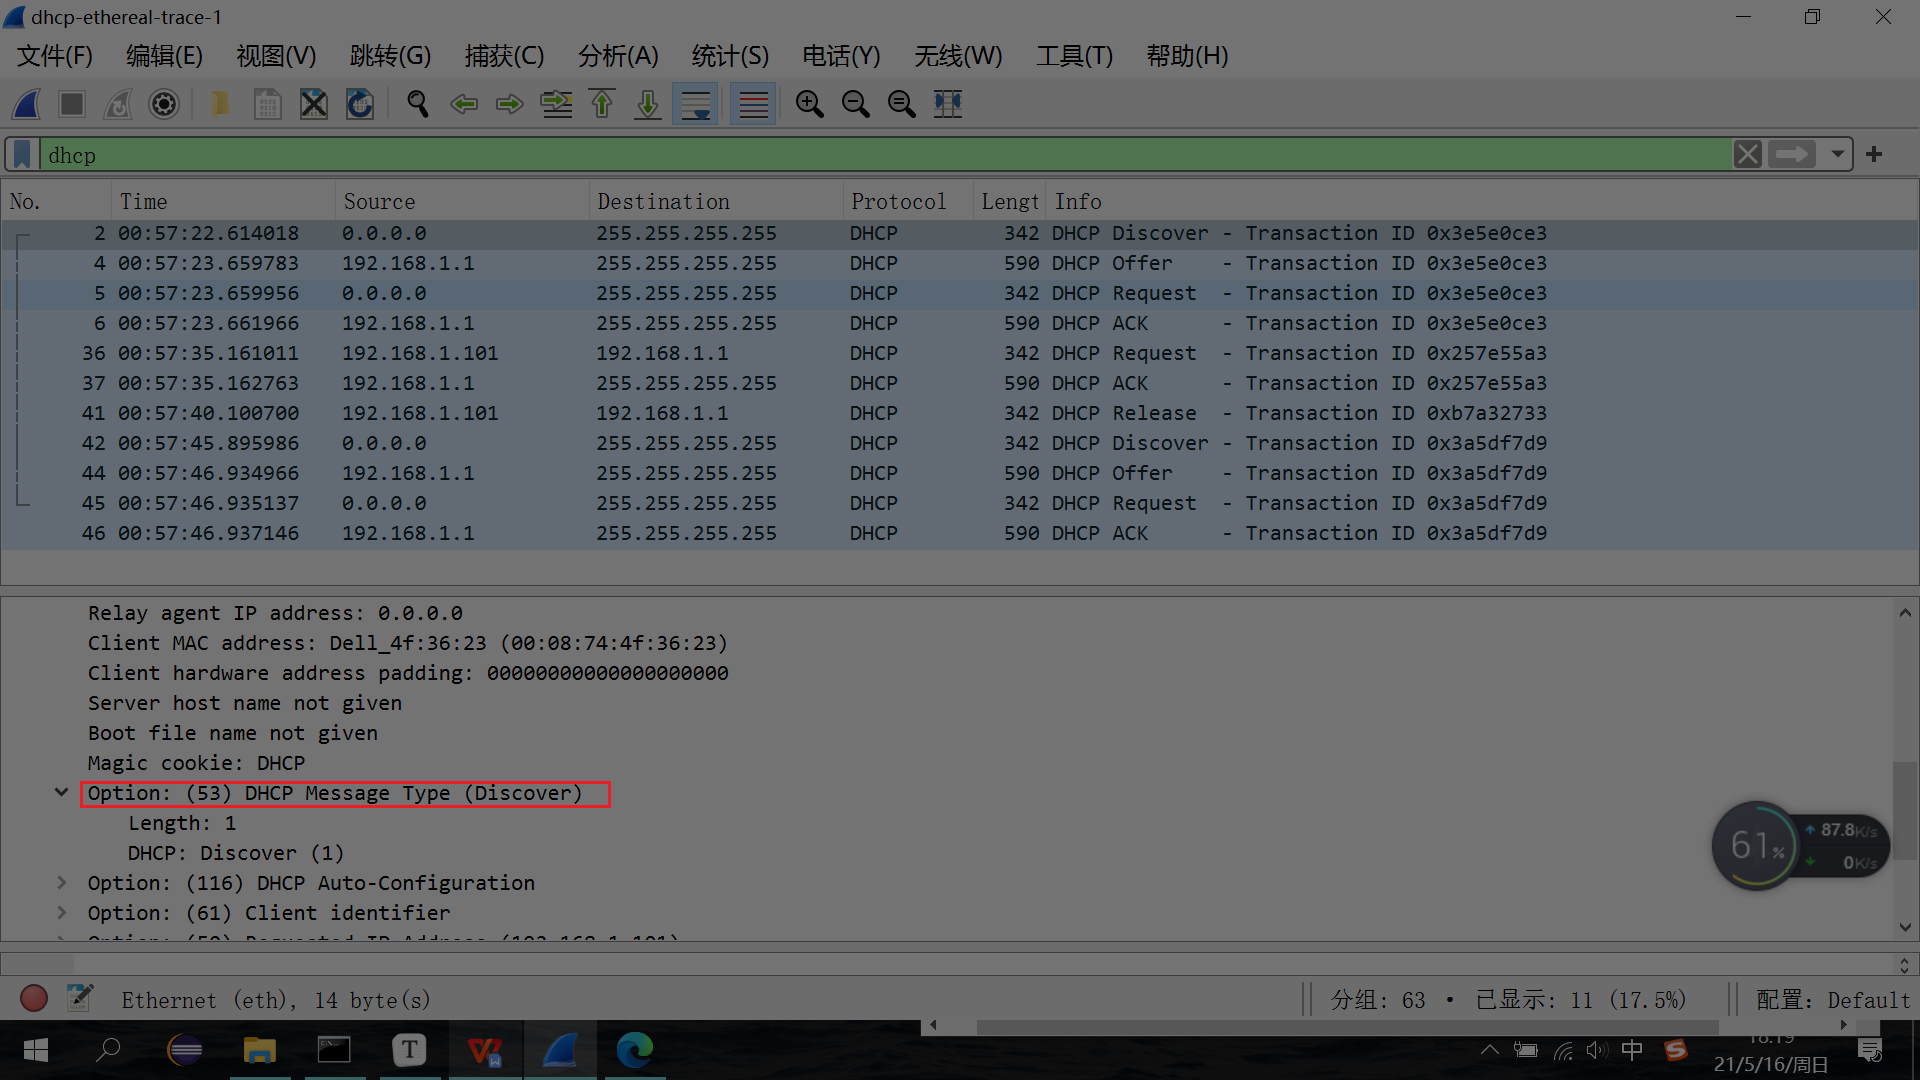 dhcp-ethereal-trace-1
文件(F) 编辑(E) 视图(V) 跳转(G) 捕获(C) 分析(A) 统计(S) 电话(Y) 无线(W) 工具(T) 帮助(H)
dhcp
No. Time Source Destination Protocol Lengt Info
2 00:57:22.614018 0.0.0.0 255.255.255.255 DHCP 342 DHCP Discover - Transaction ID 0x3e5e0ce3
4 00:57:23.659783 192.168.1.1 255.255.255.255 DHCP 590 DHCP Offer - Transaction ID 0x3e5e0ce3
5 00:57:23.659956 0.0.0.0 255.255.255.255 DHCP 342 DHCP Request - Transaction ID 0x3e5e0ce3
6 00:57:23.661966 192.168.1.1 255.255.255.255 DHCP 590 DHCP ACK - Transaction ID 0x3e5e0ce3
36 00:57:35.161011 192.168.1.101 192.168.1.1 DHCP 342 DHCP Request - Transaction ID 0x257e55a3
37 00:57:35.162763 192.168.1.1 255.255.255.255 DHCP 590 DHCP ACK - Transaction ID 0x257e55a3
41 00:57:40.100700 192.168.1.101 192.168.1.1 DHCP 342 DHCP Release - Transaction ID 0xb7a32733
42 00:57:45.895986 0.0.0.0 255.255.255.255 DHCP 342 DHCP Discover - Transaction ID 0x3a5df7d9
44 00:57:46.934966 192.168.1.1 255.255.255.255 DHCP 590 DHCP Offer - Transaction ID 0x3a5df7d9
45 00:57:46.935137 0.0.0.0 255.255.255.255 DHCP 342 DHCP Request - Transaction ID 0x3a5df7d9
46 00:57:46.937146 192.168.1.1 255.255.255.255 DHCP 590 DHCP ACK - Transaction ID 0x3a5df7d9
Relay agent IP address: 0.0.0.0
Client MAC address: Dell_4f:36:23 (00:08:74:4f:36:23)
Client hardware address padding: 00000000000000000000
Server host name not given
Boot file name not given
Magic cookie: DHCP
Option: (53) DHCP Message Type (Discover)
Length: 1
DHCP: Discover (1)
Option: (116) DHCP Auto-Configuration
Option: (61) Client identifier
Option: (50) Requested IP Address (192.168.1.101)
61%
87.8K/s
0K/s
Ethernet (eth), 14 byte(s) 分组: 63 · 已显示: 11 (17.5%) 配置: Default
中
18:19
21/5/16/周日